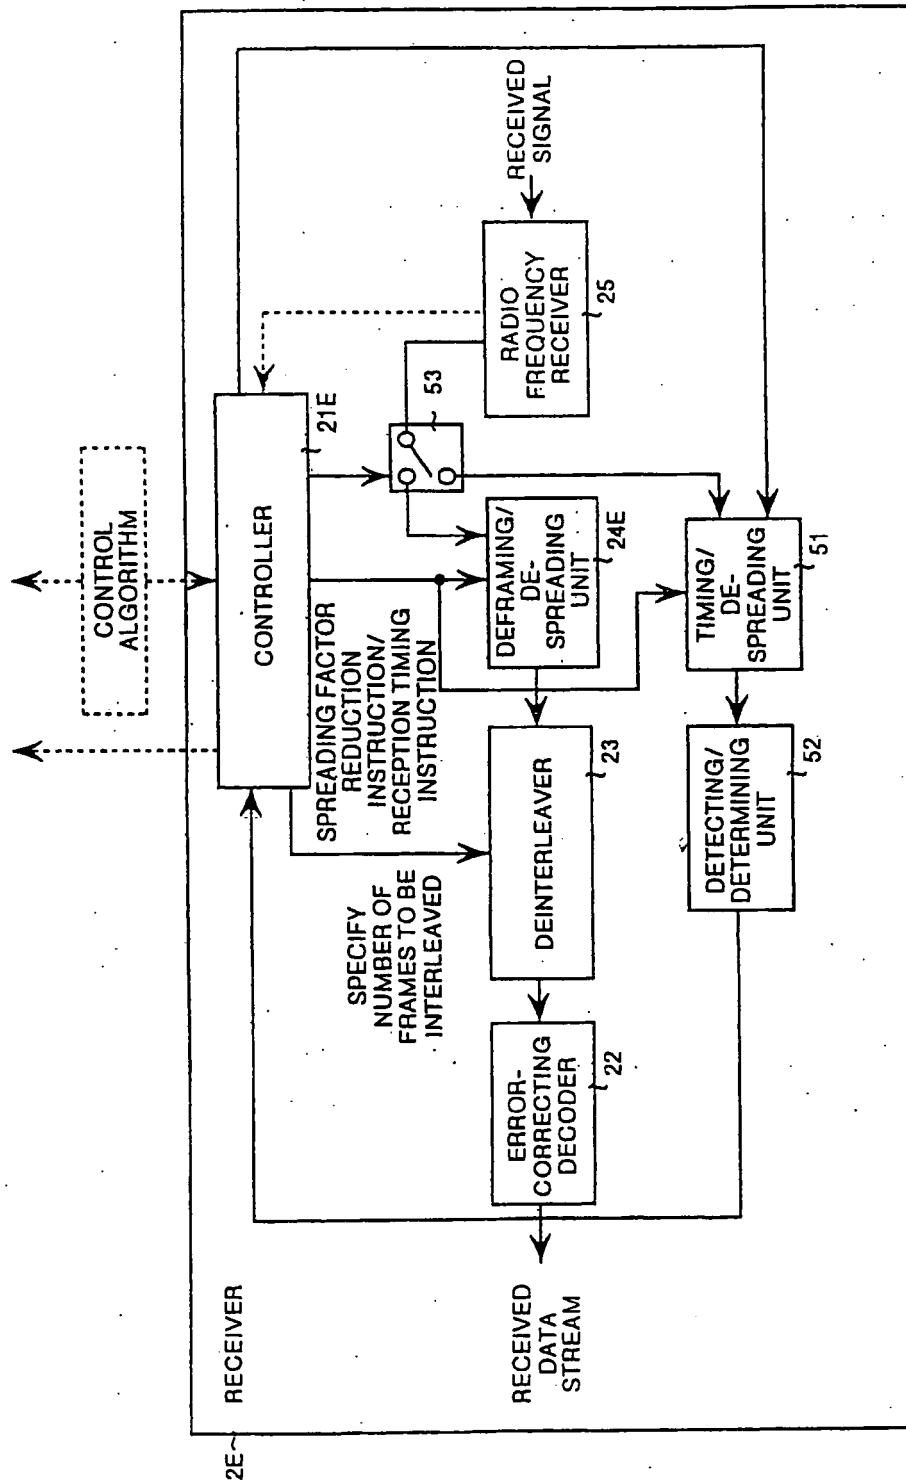 CONTROL
ALGORITHM
2E
RECEIVER
CONTROLLER
21E
SPREADING FACTOR
REDUCTION
INSTRUCTION/
RECEPTION TIMING
INSTRUCTION
SPECIFY
NUMBER OF
FRAMES TO BE
INTERLEAVED
53
RECEIVED
SIGNAL
RADIO
FREQUENCY
RECEIVER
25
RECEIVED
DATA
STREAM
ERROR-
CORRECTING
DECODER
22
DEINTERLEAVER
23
DEFRAMING/
DE-
SPREADING
UNIT
24E
DETECTING/
DETERMINING
UNIT
52
TIMING/
DE-
SPREADING
UNIT
51